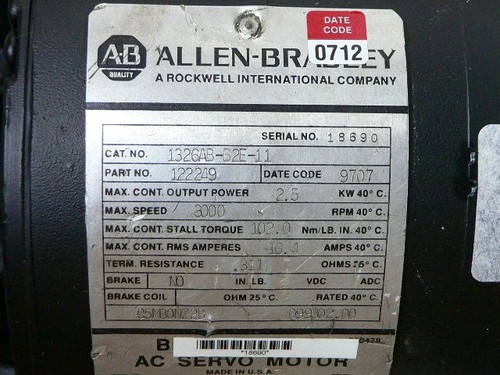 DATE CODE
0712
A-B
QUALITY
ALLEN-BRADLEY
A ROCKWELL INTERNATIONAL COMPANY
SERIAL NO. 18690
CAT. NO. 1326AB-B2E-11
PART NO. 122249 DATE CODE 9707
MAX. CONT. OUTPUT POWER 2.5 KW 40° C.
MAX. SPEED 3000 RPM 40° C.
MAX. CONT. STALL TORQUE 102.0 Nm/LB. IN. 40° C.
MAX. CONT. RMS AMPERES AMPS 40° C.
TERM. RESISTANCE OHMS 25° C.
BRAKE NO IN. LB. VDC ADC
BRAKE COIL OHM 25° C. RATED 40° C.
*18690*
AC SERVO MOTOR
MADE IN U.S.A.